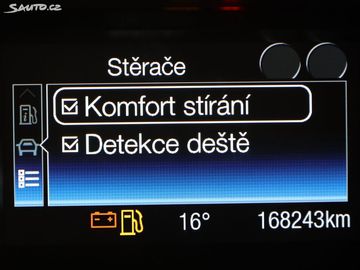 Sauto.cz
Stěrače
Komfort stírání
Detekce deště
16°
168243km